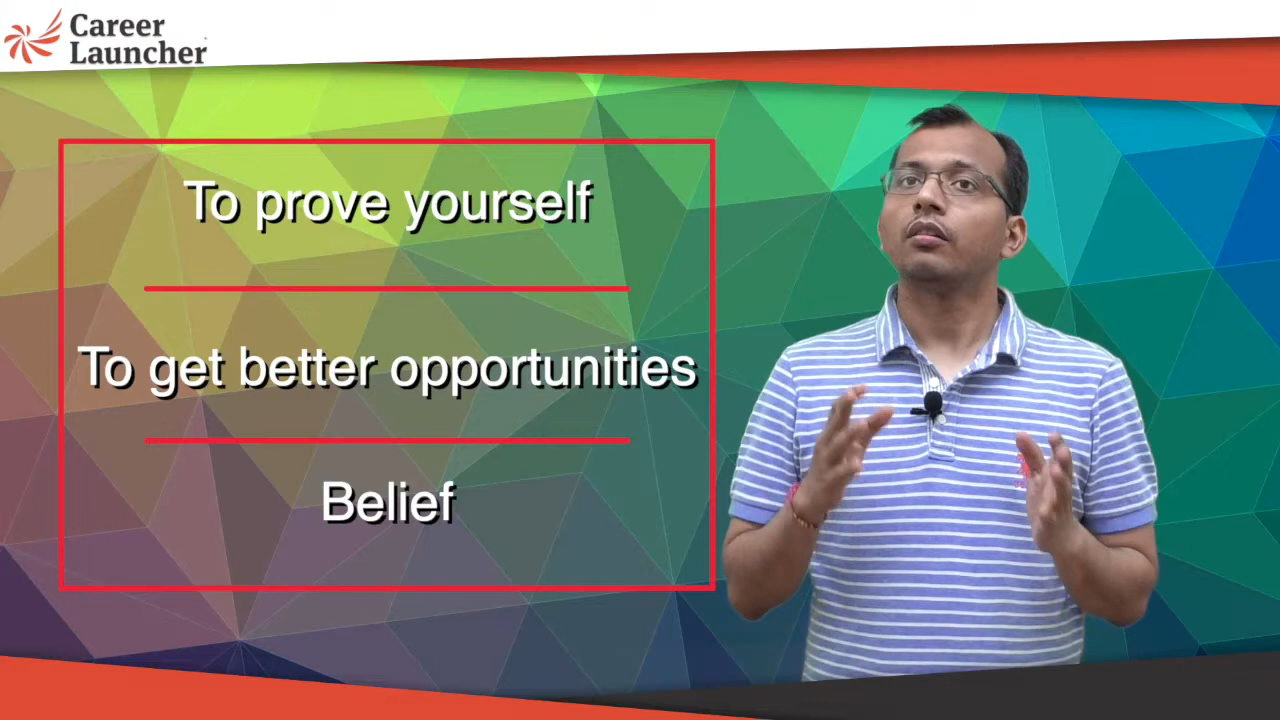 Career
Launcher
To prove yourself
To get better opportunities
Belief